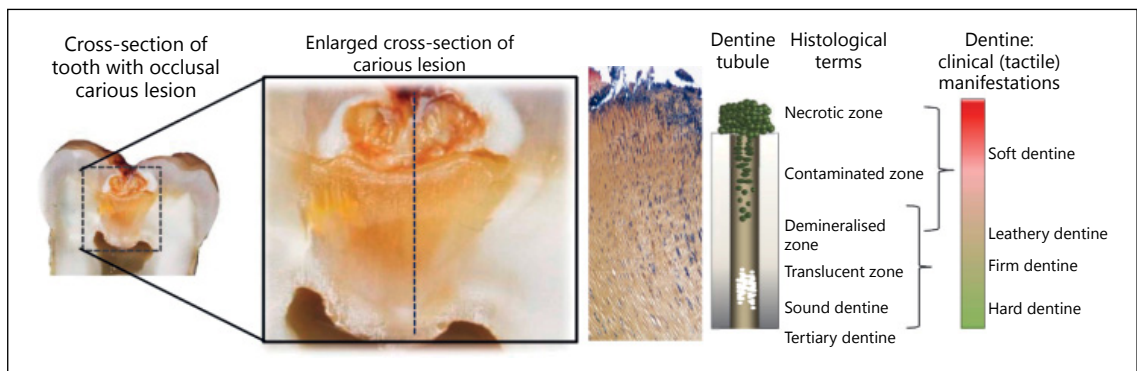 Cross-section of
tooth with occlusal
carious lesion
Enlarged cross-section of
carious lesion
Dentine
tubule
Histological
terms
Dentine:
clinical (tactile)
manifestations
Necrotic zone
Contaminated zone
Demineralised
zone
Translucent zone
Sound dentine
Tertiary dentine
Soft dentine
Leathery dentine
Firm dentine
Hard dentine